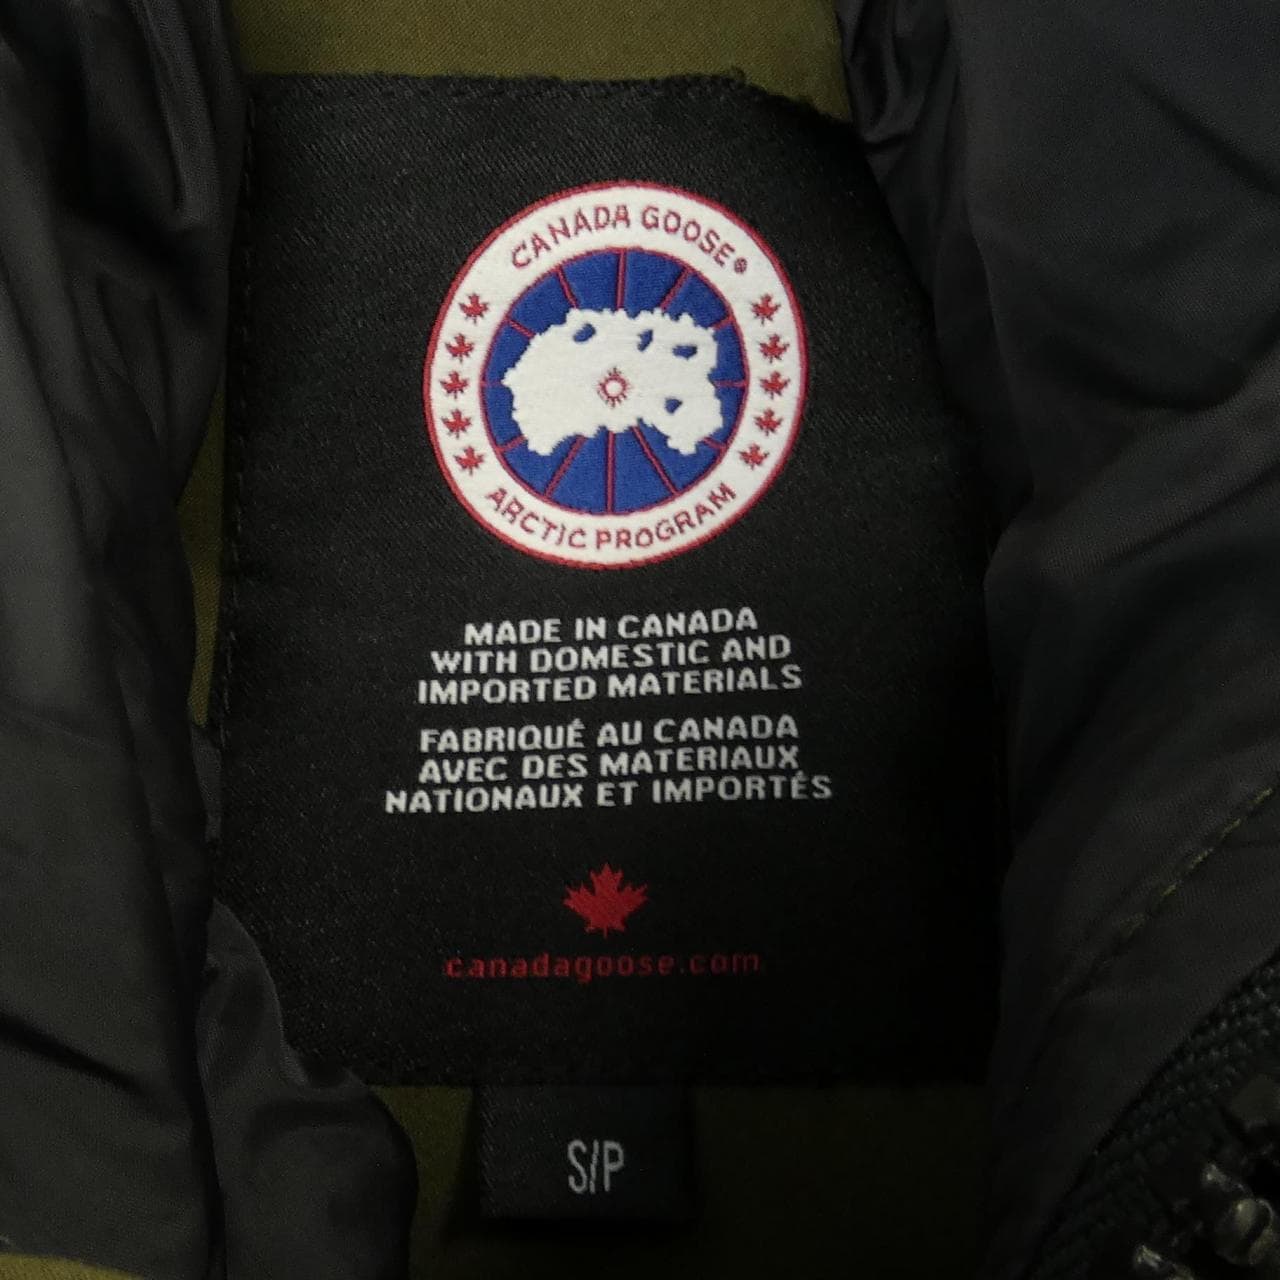 CANADA GOOSE®
ARCTIC PROGRAM
MADE IN CANADA
WITH DOMESTIC AND
IMPORTED MATERIALS
FABRIQUÉ AU CANADA
AVEC DES MATERIAUX
NATIONAUX ET IMPORTÉS
canadagoose.com
S/P